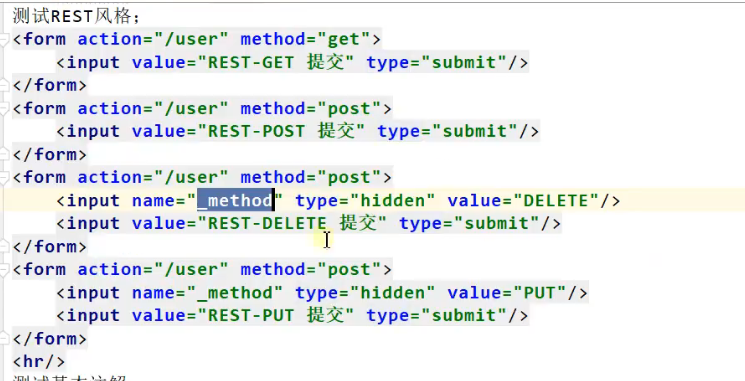 测试REST风格;
<form action="/user" method="get">
    <input value="REST-GET 提交" type="submit"/>
</form>
<form action="/user" method="post">
    <input value="REST-POST 提交" type="submit"/>
</form>
<form action="/user" method="post">
    <input name="_method" type="hidden" value="DELETE"/>
    <input value="REST-DELETE 提交" type="submit"/>
</form>
<form action="/user" method="post">
    <input name="_method" type="hidden" value="PUT"/>
    <input value="REST-PUT 提交" type="submit"/>
</form>
<hr/>